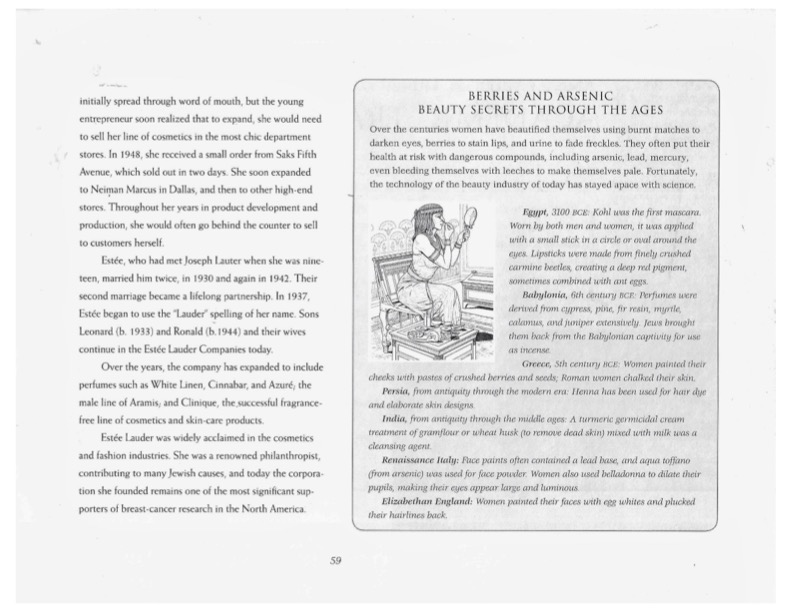 initially spread through word of mouth, but the young
entrepreneur soon realized that to expand, she would need
to sell her line of cosmetics in the most chic department
stores. In 1948, she received a small order from Saks Fifth
Avenue, which sold out in two days. She soon expanded
to Neiman Marcus in Dallas, and then to other high-end
stores. Throughout her years in product development and
production, she would often go behind the counter to sell
to customers herself.
Estée, who had met Joseph Lauter when she was nine-
teen, married him twice, in 1930 and again in 1942. Their
second marriage became a lifelong partnership. In 1937,
Estée began to use the "Lauder" spelling of her name. Sons
Leonard (b. 1933) and Ronald (b. 1944) and their wives
continue in the Estée Lauder Companies today.
Over the years, the company has expanded to include
perfumes such as White Linen, Cinnabar, and Azuré; the
male line of Aramis; and Clinique, the successful fragrance-
free line of cosmetics and skin-care products.
Estée Lauder was widely acclaimed in the cosmetics
and fashion industries. She was a renowned philanthropist,
contributing to many Jewish causes, and today the corpora-
tion she founded remains one of the most significant sup-
porters of breast-cancer research in the North America.
BERRIES AND ARSENIC
BEAUTY SECRETS THROUGH THE AGES
Over the centuries women have beautified themselves using burnt matches to
darken eyes, berries to stain lips, and urine to fade freckles. They often put their
health at risk with dangerous compounds, including arsenic, lead, mercury,
even bleeding themselves with leeches to make themselves pale. Fortunately,
the technology of the beauty industry of today has stayed apace with science.
Egypt, 3100 BCE: Kohl was the first mascara.
Worn by both men and women, it was applied
with a small stick in a circle or oval around the
eyes. Lipsticks were made from finely crushed
carmine beetles, creating a deep red pigment,
sometimes combined with ant eggs.
Babylonia, 6th century BCE: Perfumes were
derived from cypress, pine, fir resin, myrtle,
calamus, and juniper extensively. Jews brought
them back from the Babylonian captivity for use
as incense.
Greece, 5th century BCE: Women painted their
cheeks with pastes of crushed berries and seeds; Roman women chalked their skin.
Persia, from antiquity through the modern era: Henna has been used for hair dye
and elaborate skin designs.
India, from antiquity through the middle ages: A turmeric germicidal cream
treatment of gramflour or wheat husk (to remove dead skin) mixed with milk was a
cleansing agent.
Renaissance Italy: Face paints often contained a lead base, and aqua toffano
(from arsenic) was used for face powder. Women also used belladonna to dilate their
pupils, making their eyes appear large and luminous.
Elizabethan England: Women painted their faces with egg whites and plucked
their hairlines back.
59